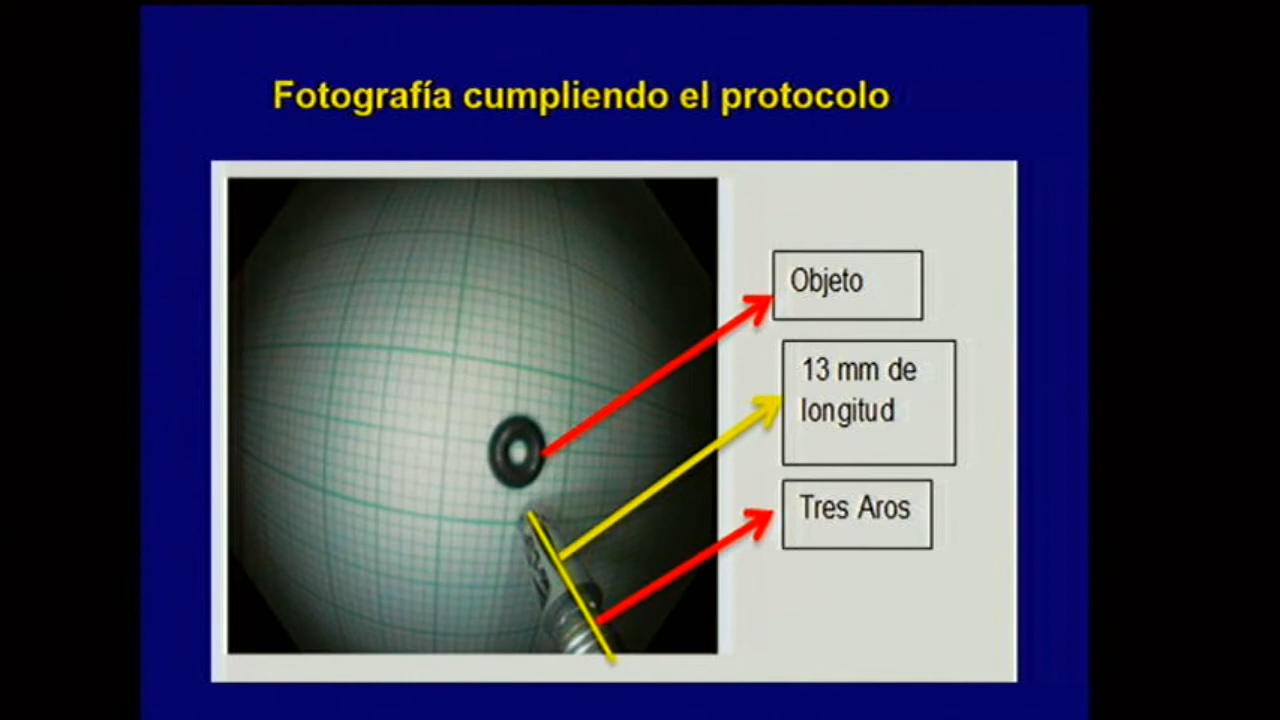 Fotografía cumpliendo el protocolo
Objeto
13 mm de
longitud
Tres Aros